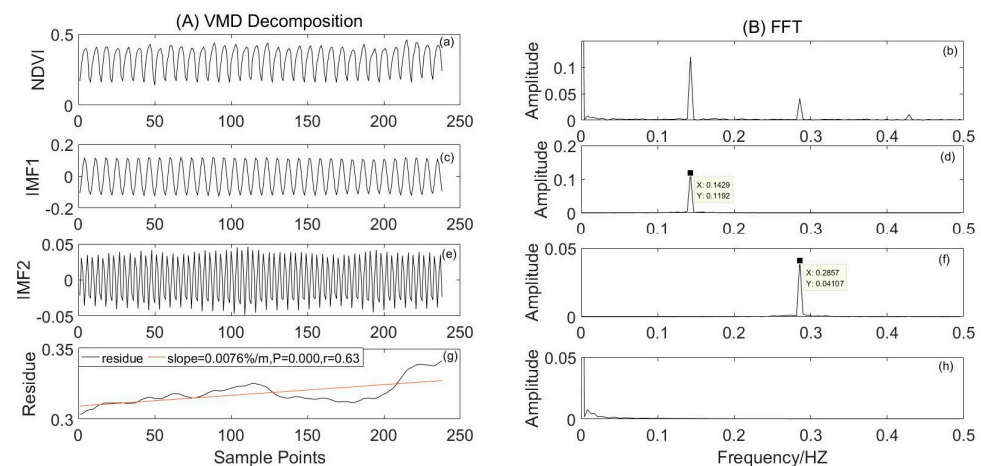 (A) VMD Decomposition
NDVI
0.5
0
(a)
0 50 100 150 200 250
IMF1
0.2
0
-0.2
(c)
0 50 100 150 200 250
IMF2
0.05
0
-0.05
(e)
0 50 100 150 200 250
Residue
0.35
0.3
residue slope=0.0076%/m,P=0.000,r=0.63
(g)
0 50 100 150 200 250
Sample Points
(B) FFT
Amplitude
0.1
0.05
0
(b)
0 0.1 0.2 0.3 0.4 0.5
Amplitude
0.2
0.1
0
(d)
X: 0.1429
Y: 0.1192
0 0.1 0.2 0.3 0.4 0.5
Amplitude
0.05
0
(f)
X: 0.2857
Y: 0.04107
0 0.1 0.2 0.3 0.4 0.5
Amplitude
0.05
0
(h)
0 0.1 0.2 0.3 0.4 0.5
Frequency/HZ